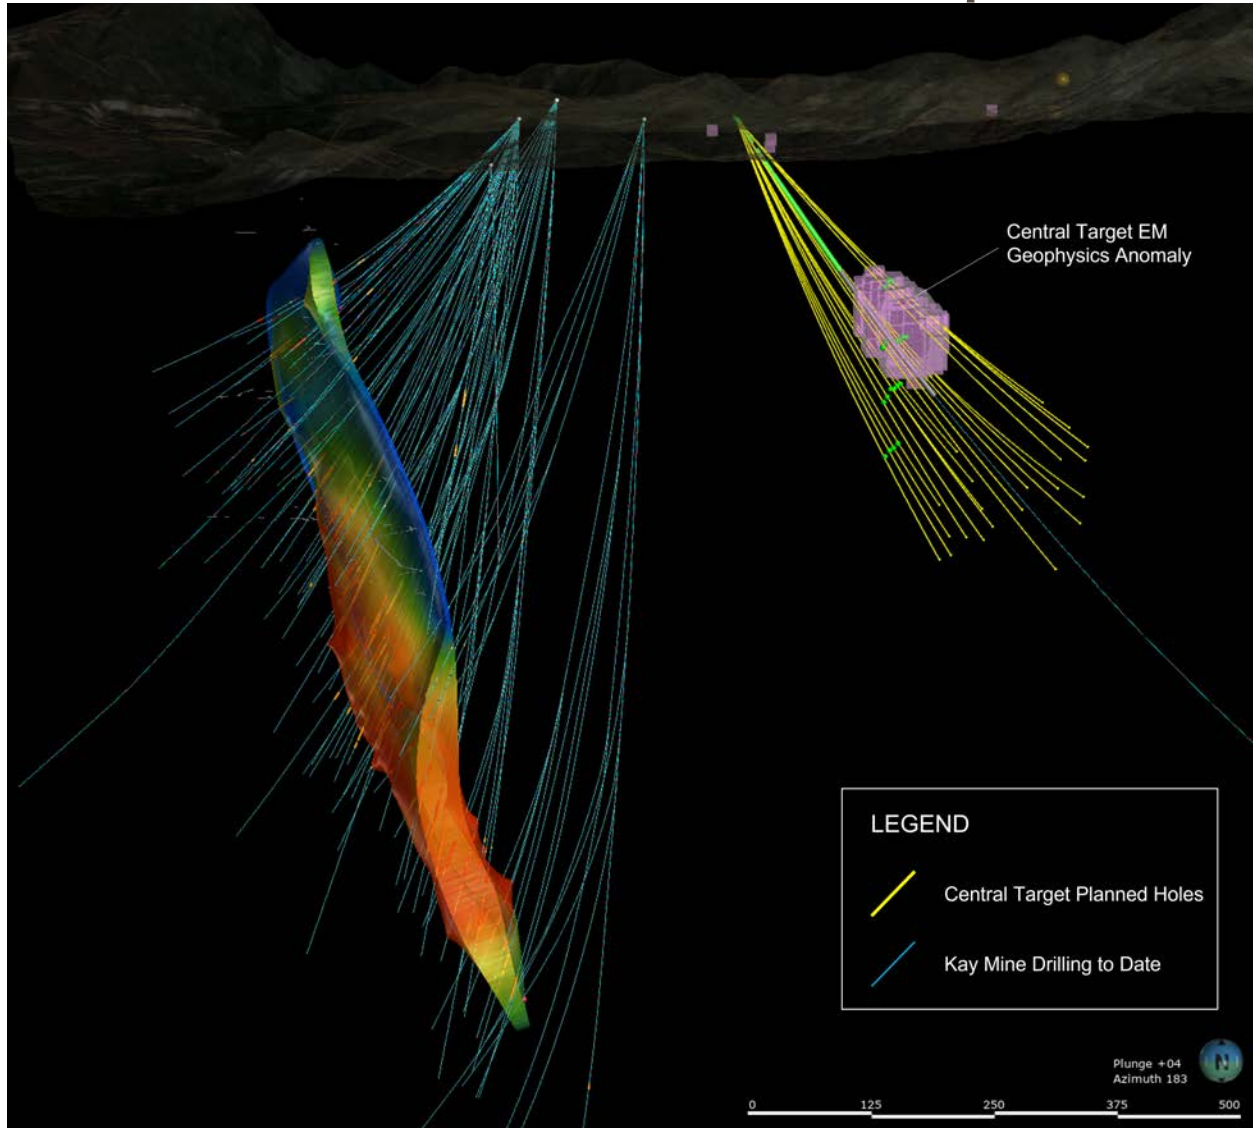 Central Target EM
Geophysics Anomaly
LEGEND
Central Target Planned Holes
Kay Mine Drilling to Date
Plunge +04
Azimuth 183
N
0 125 250 375 500